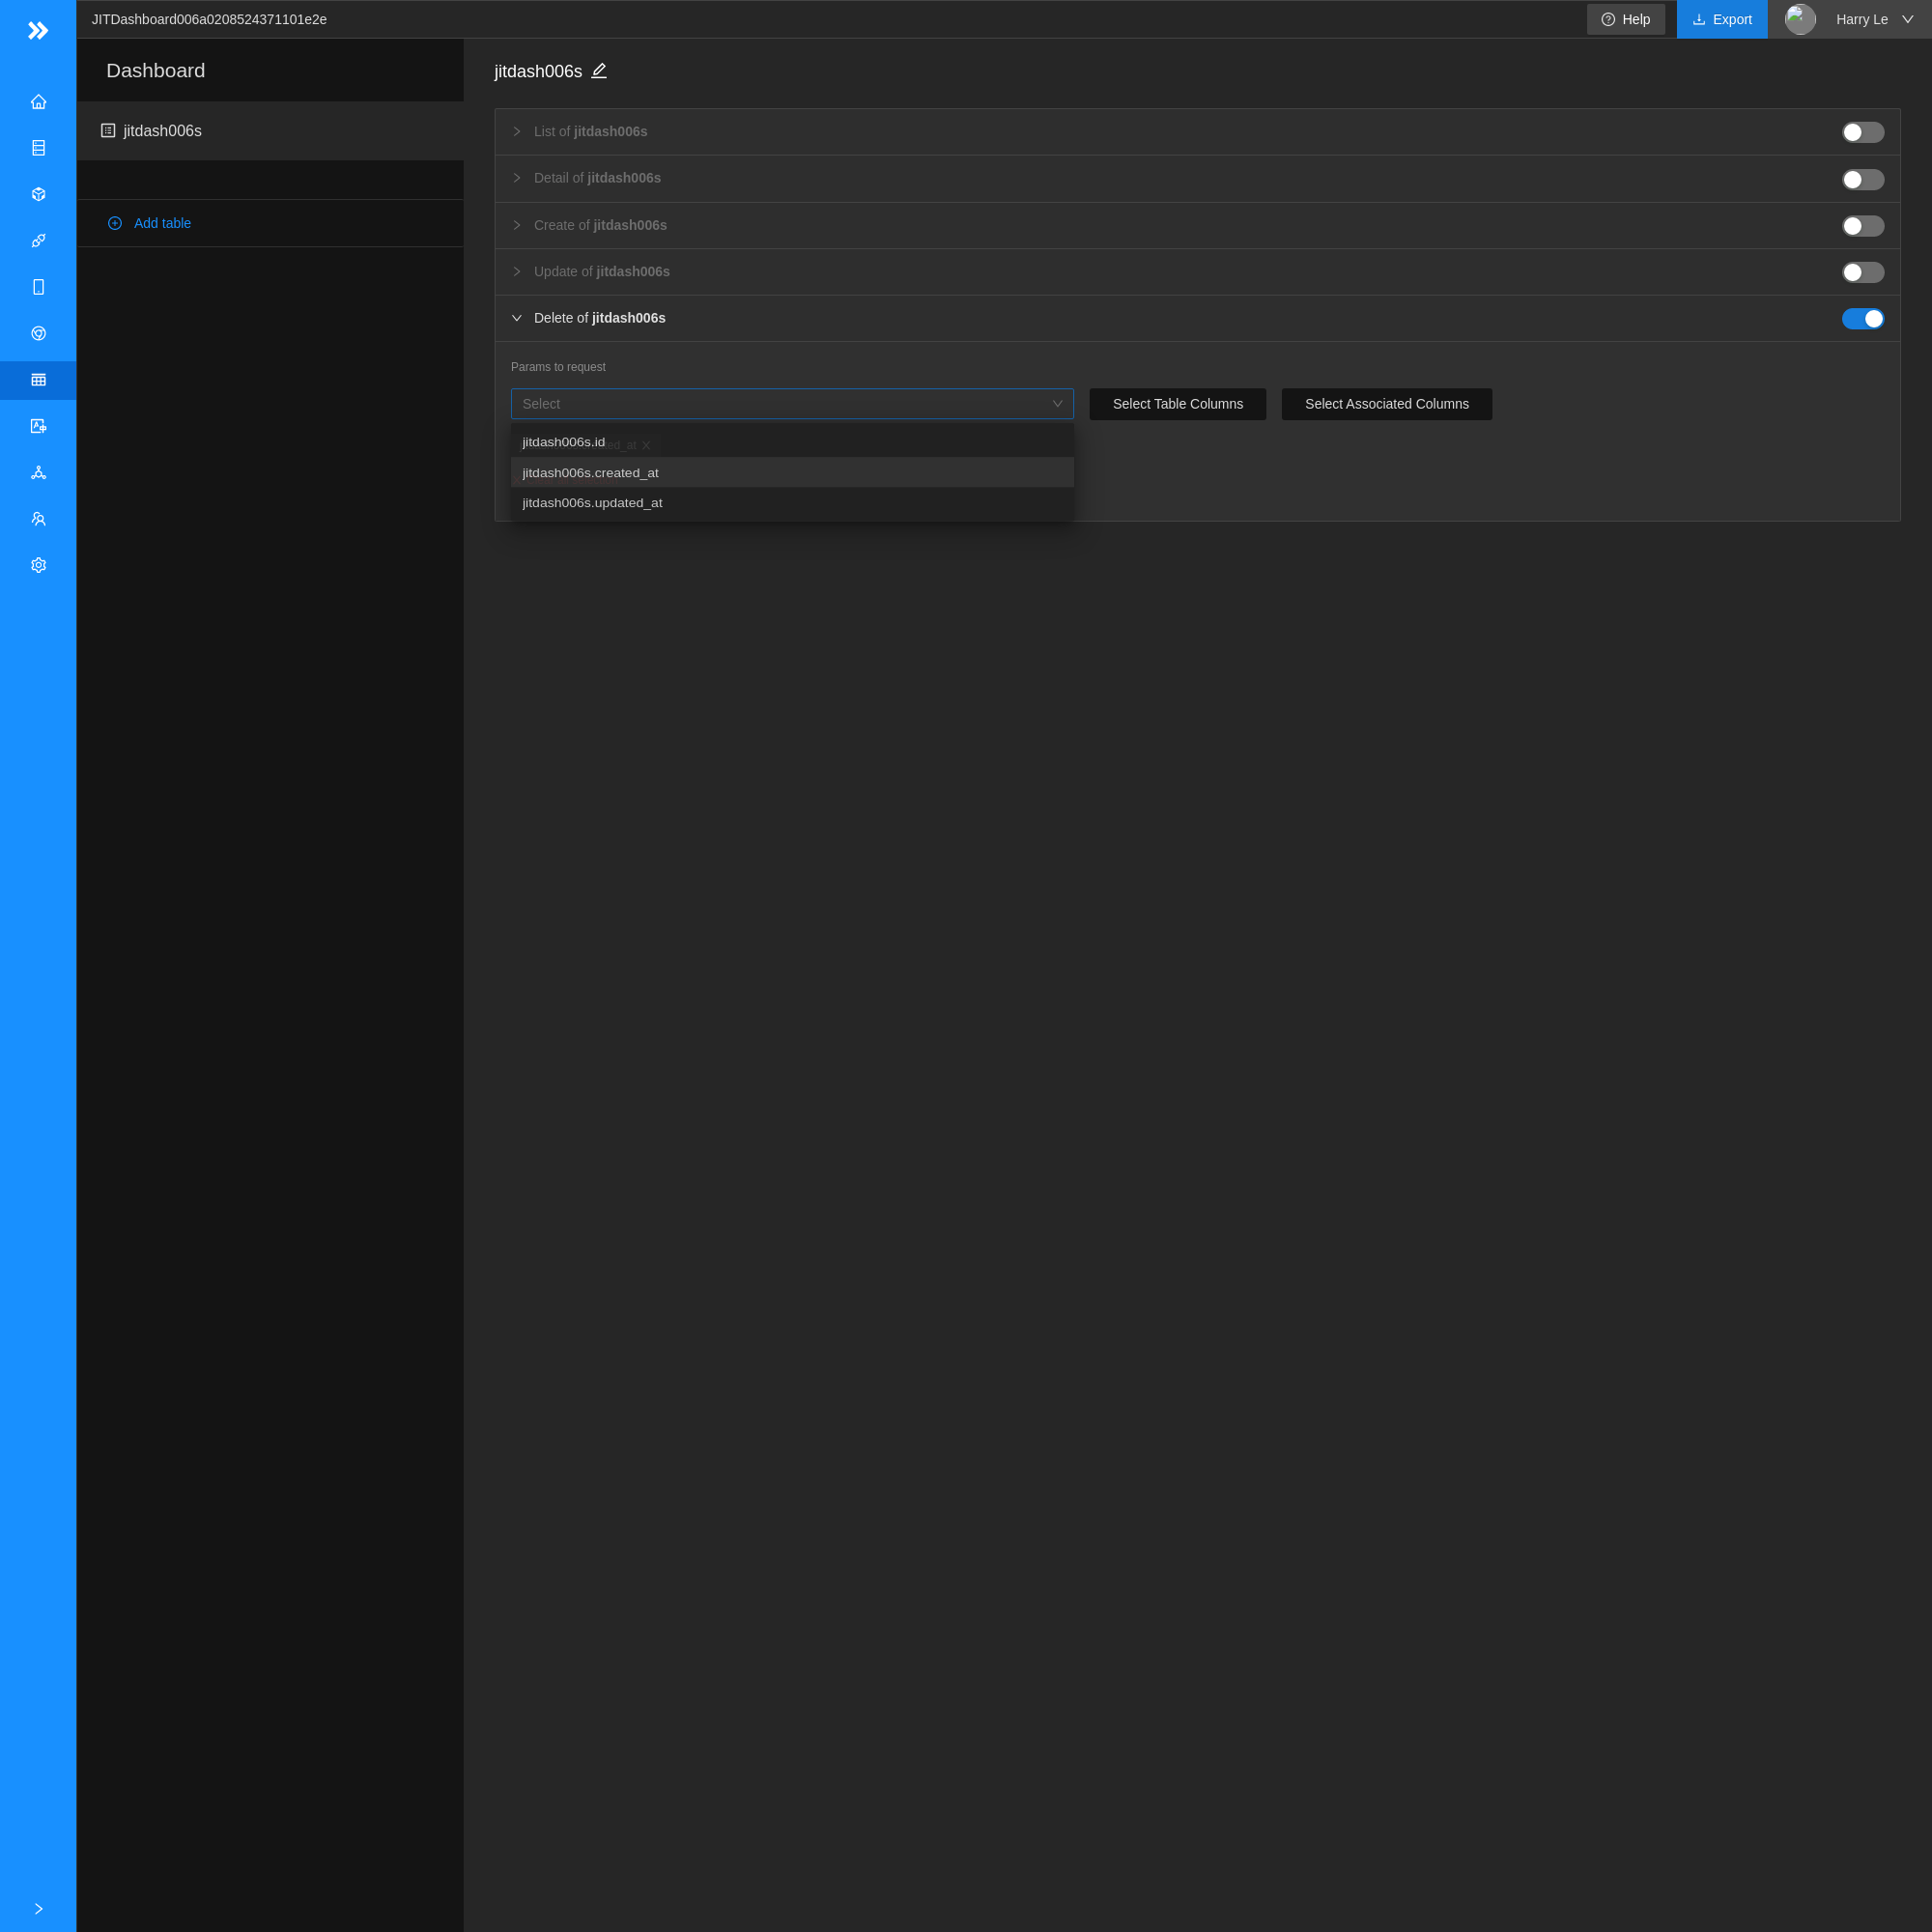 JITDashboard006a0208524371101e2e
Help
Export
Harry Le
Dashboard
jitdash006s
Add table
jitdash006s
List of jitdash006s
Detail of jitdash006s
Create of jitdash006s
Update of jitdash006s
Delete of jitdash006s
Params to request
Select
Select Table Columns
Select Associated Columns
jitdash006s.id
jitdash006s.created_at
jitdash006s.updated_at